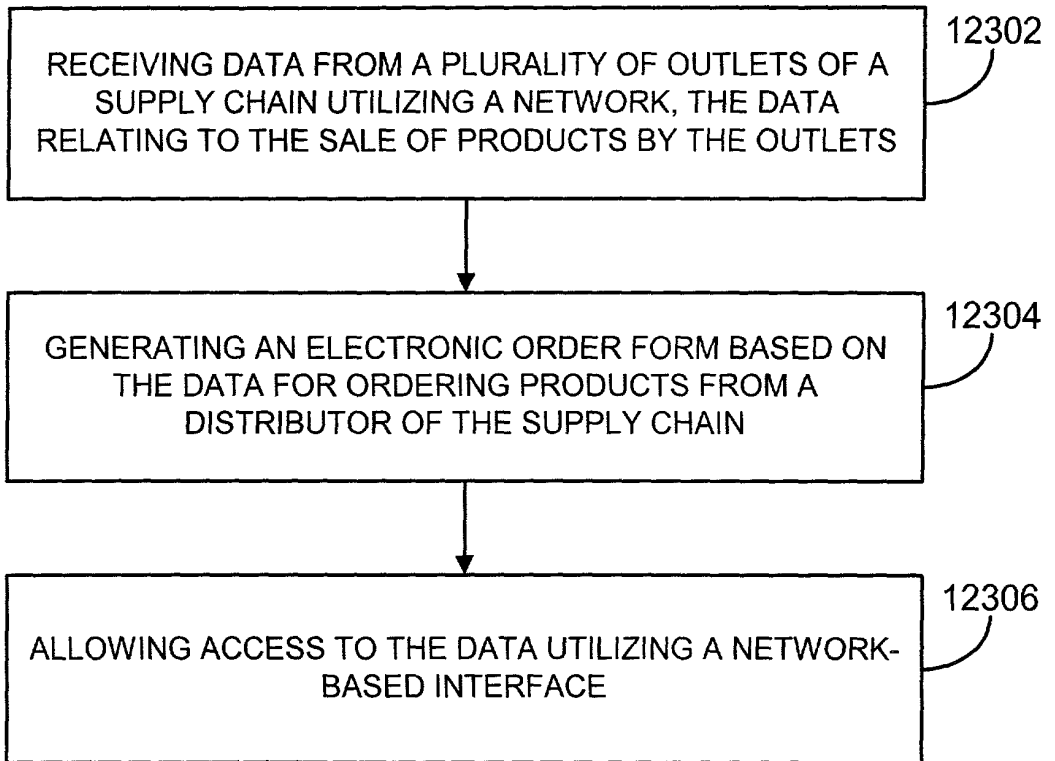 12302
RECEIVING DATA FROM A PLURALITY OF OUTLETS OF A
SUPPLY CHAIN UTILIZING A NETWORK, THE DATA
RELATING TO THE SALE OF PRODUCTS BY THE OUTLETS
12304
GENERATING AN ELECTRONIC ORDER FORM BASED ON
THE DATA FOR ORDERING PRODUCTS FROM A
DISTRIBUTOR OF THE SUPPLY CHAIN
12306
ALLOWING ACCESS TO THE DATA UTILIZING A NETWORK-
BASED INTERFACE